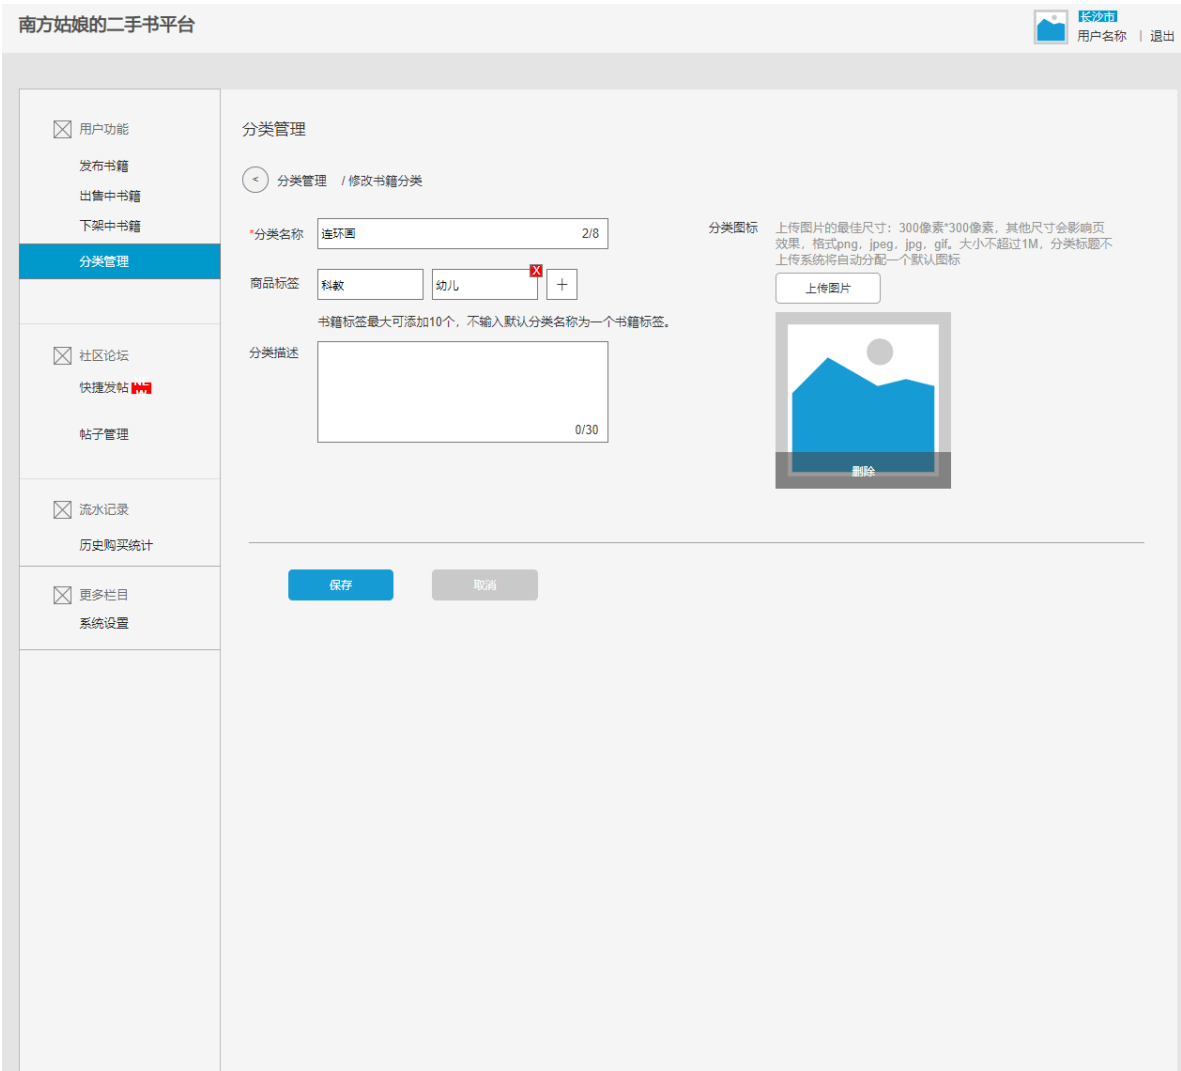 南方姑娘的二手书平台
长沙市
用户名称 | 退出
用户功能
发布书籍
出售中书籍
下架中书籍
分类管理
社区论坛
快捷发帖
帖子管理
流水记录
历史购买统计
更多栏目
系统设置
分类管理
< 分类管理 / 修改书籍分类
*分类名称 连环画 2/8
商品标签 科教 幼儿 X +
书籍标签最大可添加10个，不输入默认分类名称为一个书籍标签。
分类描述
0/30
分类图标
上传图片的最佳尺寸：300像素*300像素，其他尺寸会影响页
效果，格式png，jpeg，jpg，gif。大小不超过1M，分类标题不
上传系统将自动分配一个默认图标
上传图片
删除
保存
取消